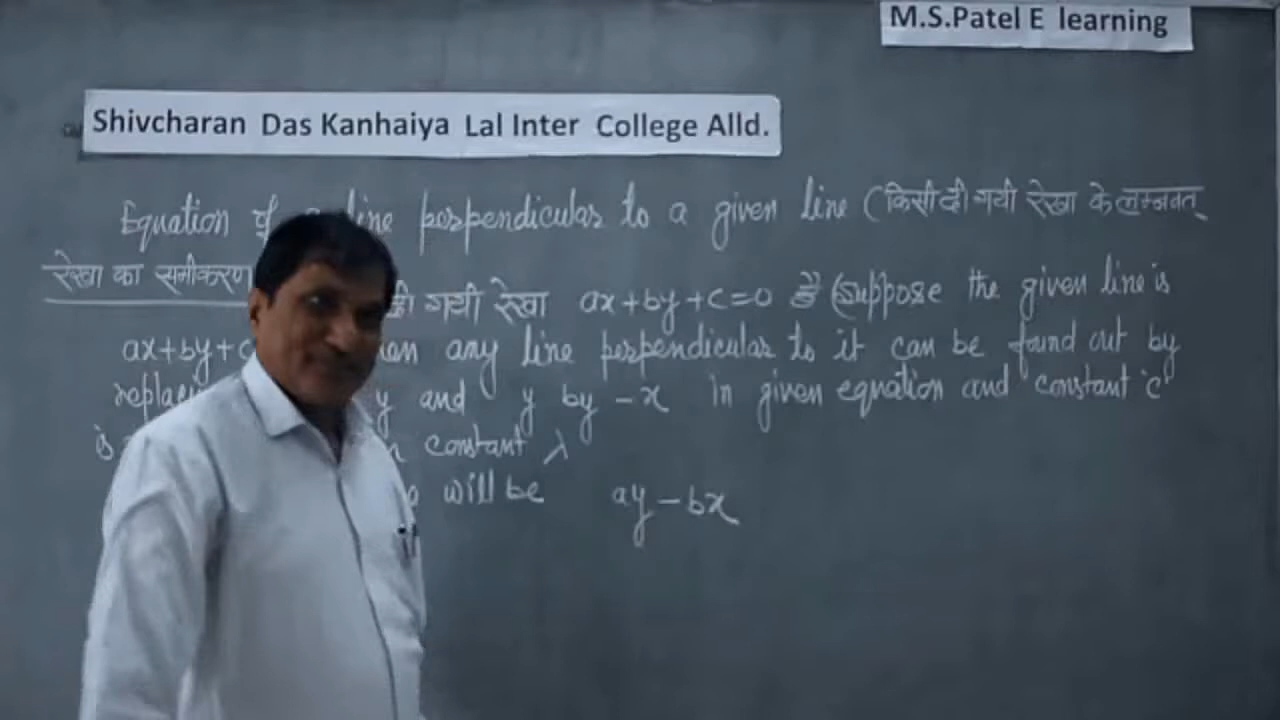 M.S.Patel E learning
Shivcharan Das Kanhaiya Lal Inter College Alld.
Equation of a line perpendicular to a given line (किसी दी गयी रेखा के लम्बवत्
रेखा का समीकरण
दी गयी रेखा ax+by+c=0 है (Suppose the given line is
ax+by+c any line perpendicular to it can be found out by
y and y by -x in given equation and constant 'c'
is constant λ
will be ay-bx